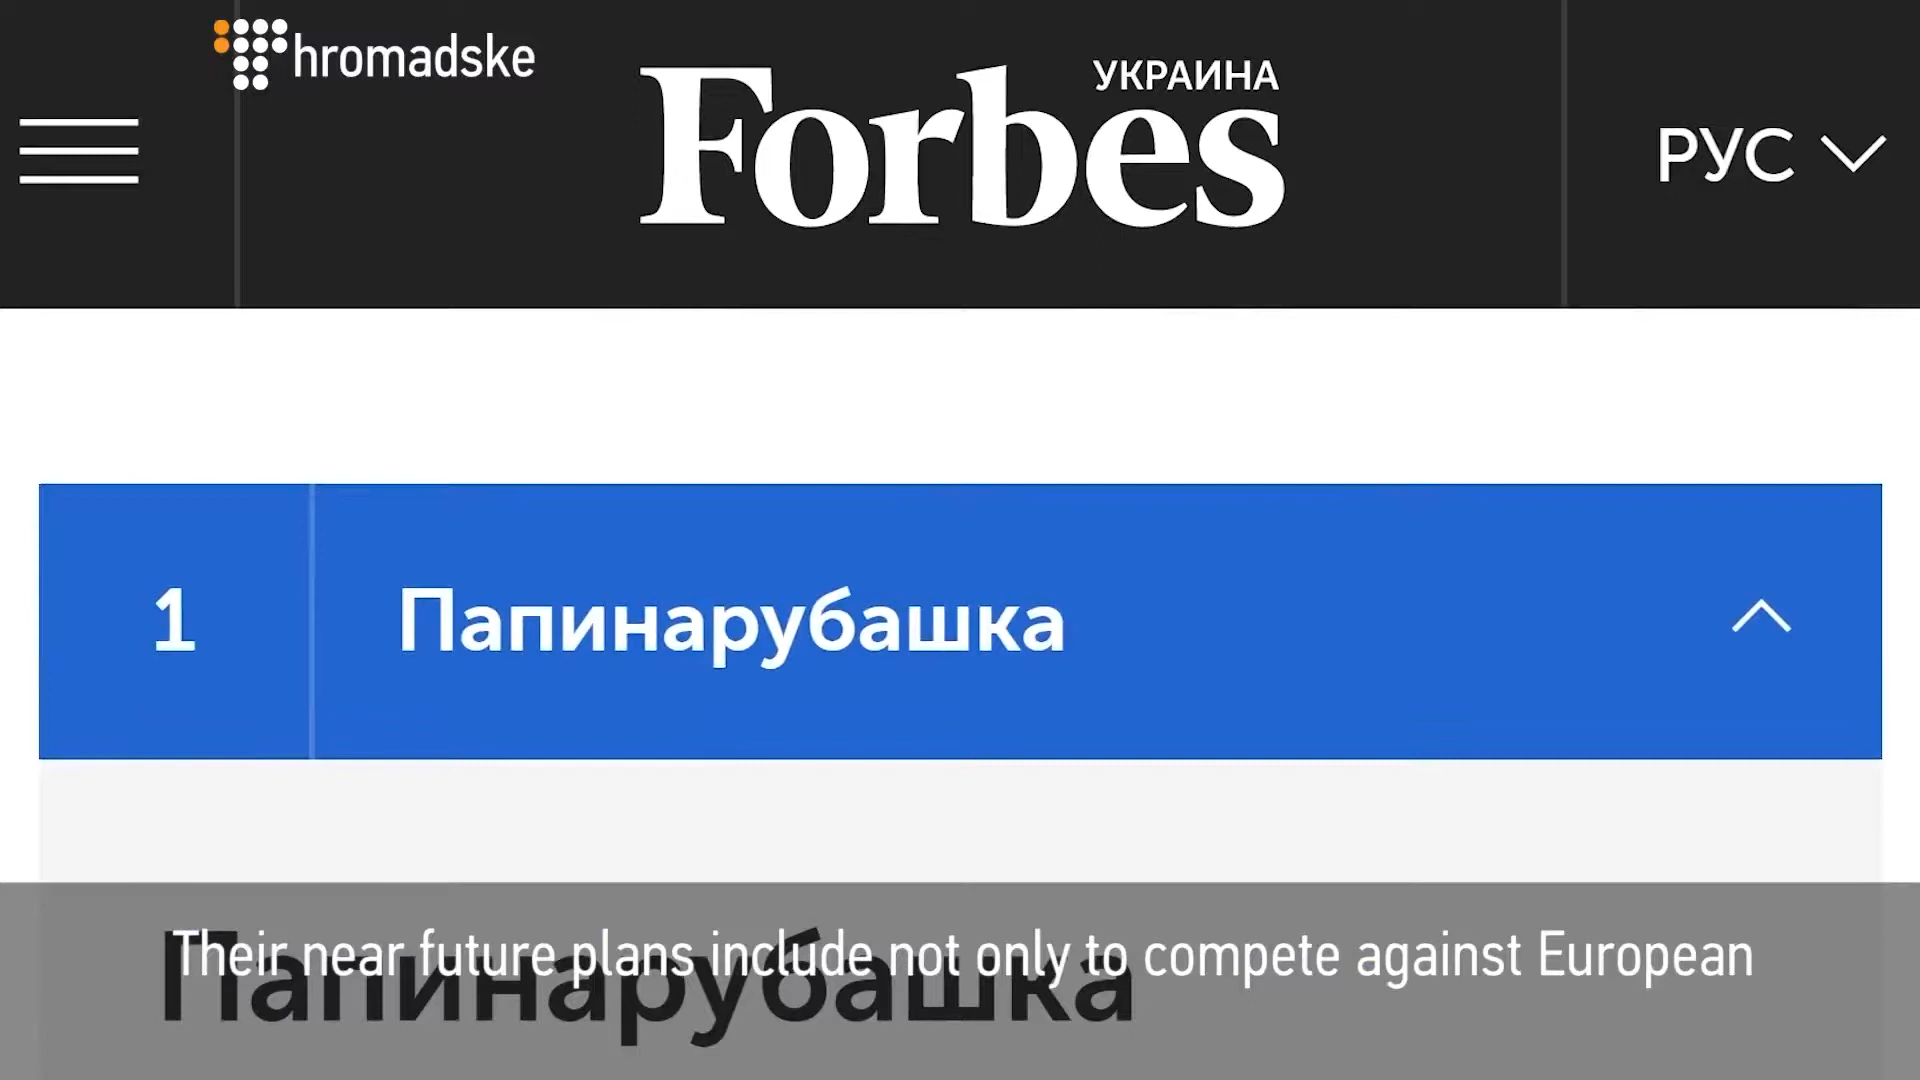 hromadske
УКРАИНА
Forbes
РУС
1
Папинарубашка
Папинарубашка
Their near future plans include not only to compete against European